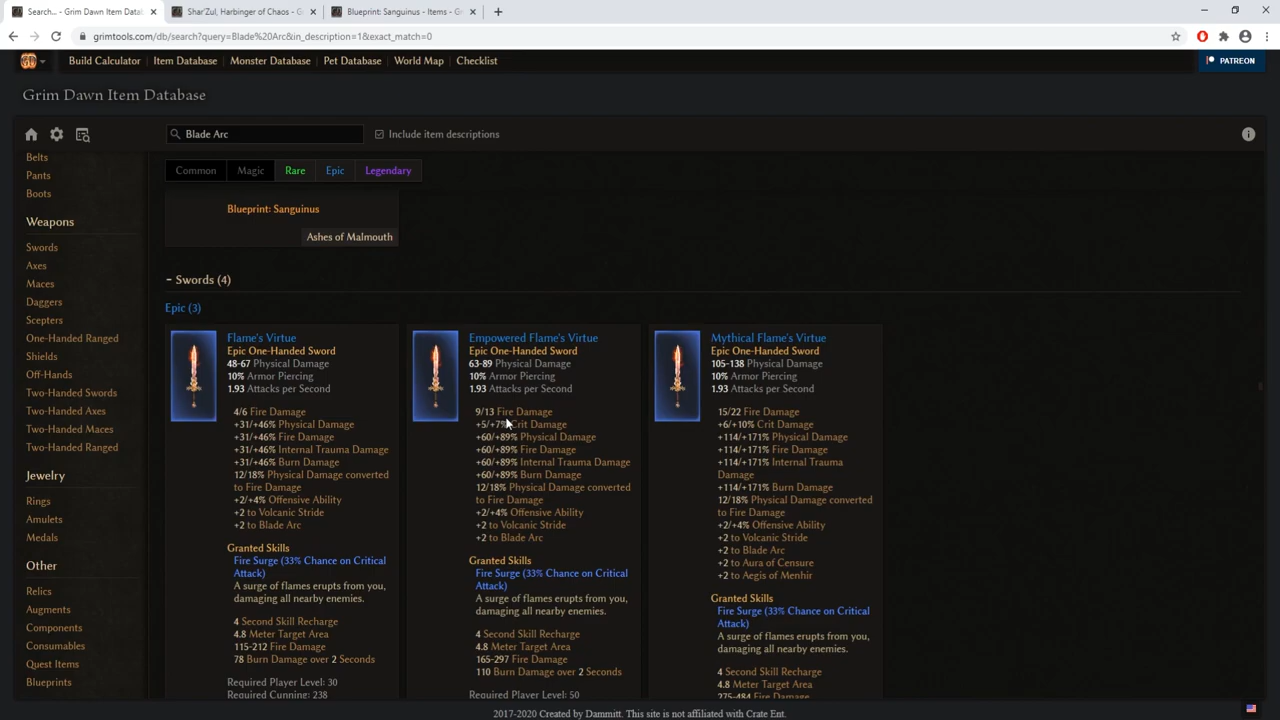 Search... - Grim Dawn Item Datab
Shar'Zul, Harbinger of Chaos - G
Blueprint: Sanguinus - Items - G
grimtools.com/db/search?query=Blade%20Arc&in_description=1&exact_match=0
Build Calculator Item Database Monster Database Pet Database World Map Checklist
PATREON
Grim Dawn Item Database
Blade Arc
Include item descriptions
Common Magic Rare Epic Legendary
Belts
Pants
Boots
Weapons
Swords
Axes
Maces
Daggers
Scepters
One-Handed Ranged
Shields
Off-Hands
Two-Handed Swords
Two-Handed Axes
Two-Handed Maces
Two-Handed Ranged
Jewelry
Rings
Amulets
Medals
Other
Relics
Augments
Components
Consumables
Quest Items
Blueprints
Blueprint: Sanguinus
Ashes of Malmouth
− Swords (4)
Epic (3)
Flame's Virtue
Epic One-Handed Sword
48-67 Physical Damage
10% Armor Piercing
1.93 Attacks per Second
4/6 Fire Damage
+31/+46% Physical Damage
+31/+46% Fire Damage
+31/+46% Internal Trauma Damage
+31/+46% Burn Damage
12/18% Physical Damage converted
to Fire Damage
+2/+4% Offensive Ability
+2 to Volcanic Stride
+2 to Blade Arc
Granted Skills
Fire Surge (33% Chance on Critical
Attack)
A surge of flames erupts from you,
damaging all nearby enemies.
4 Second Skill Recharge
4.8 Meter Target Area
115-212 Fire Damage
78 Burn Damage over 2 Seconds
Required Player Level: 30
Required Cunning: 238
Empowered Flame's Virtue
Epic One-Handed Sword
63-89 Physical Damage
10% Armor Piercing
1.93 Attacks per Second
9/13 Fire Damage
+5/+7% Crit Damage
+60/+89% Physical Damage
+60/+89% Fire Damage
+60/+89% Internal Trauma Damage
+60/+89% Burn Damage
12/18% Physical Damage converted
to Fire Damage
+2/+4% Offensive Ability
+2 to Volcanic Stride
+2 to Blade Arc
Granted Skills
Fire Surge (33% Chance on Critical
Attack)
A surge of flames erupts from you,
damaging all nearby enemies.
4 Second Skill Recharge
4.8 Meter Target Area
165-297 Fire Damage
110 Burn Damage over 2 Seconds
Required Player Level: 50
Mythical Flame's Virtue
Epic One-Handed Sword
105-138 Physical Damage
10% Armor Piercing
1.93 Attacks per Second
15/22 Fire Damage
+6/+10% Crit Damage
+114/+171% Physical Damage
+114/+171% Fire Damage
+114/+171% Internal Trauma
Damage
+114/+171% Burn Damage
12/18% Physical Damage converted
to Fire Damage
+2/+4% Offensive Ability
+2 to Volcanic Stride
+2 to Blade Arc
+2 to Aura of Censure
+2 to Aegis of Menhir
Granted Skills
Fire Surge (33% Chance on Critical
Attack)
A surge of flames erupts from you,
damaging all nearby enemies.
4 Second Skill Recharge
4.8 Meter Target Area
275-484 Fire Damage
2017-2020 Created by Dammitt. This site is not affiliated with Crate Ent.